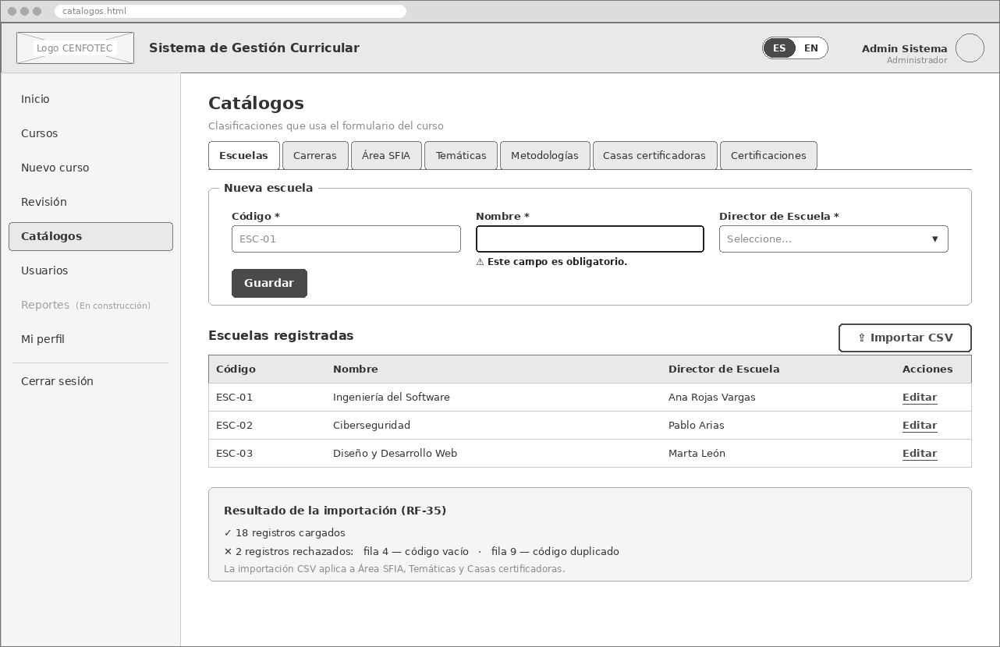 catalogos.html
Logo CENFOTEC
Sistema de Gestión Curricular
ES EN
Admin Sistema
Administrador
Inicio
Cursos
Nuevo curso
Revisión
Catálogos
Usuarios
Reportes (En construcción)
Mi perfil
Cerrar sesión
Catálogos
Clasificaciones que usa el formulario del curso
Escuelas Carreras Área SFIA Temáticas Metodologías Casas certificadoras Certificaciones
Nueva escuela
Código * Nombre * Director de Escuela *
ESC-01 Seleccione... ▼
⚠ Este campo es obligatorio.
Guardar
Escuelas registradas
⇪ Importar CSV
Código Nombre Director de Escuela Acciones
ESC-01 Ingeniería del Software Ana Rojas Vargas Editar
ESC-02 Ciberseguridad Pablo Arias Editar
ESC-03 Diseño y Desarrollo Web Marta León Editar
Resultado de la importación (RF-35)
✓ 18 registros cargados
✕ 2 registros rechazados: fila 4 — código vacío · fila 9 — código duplicado
La importación CSV aplica a Área SFIA, Temáticas y Casas certificadoras.